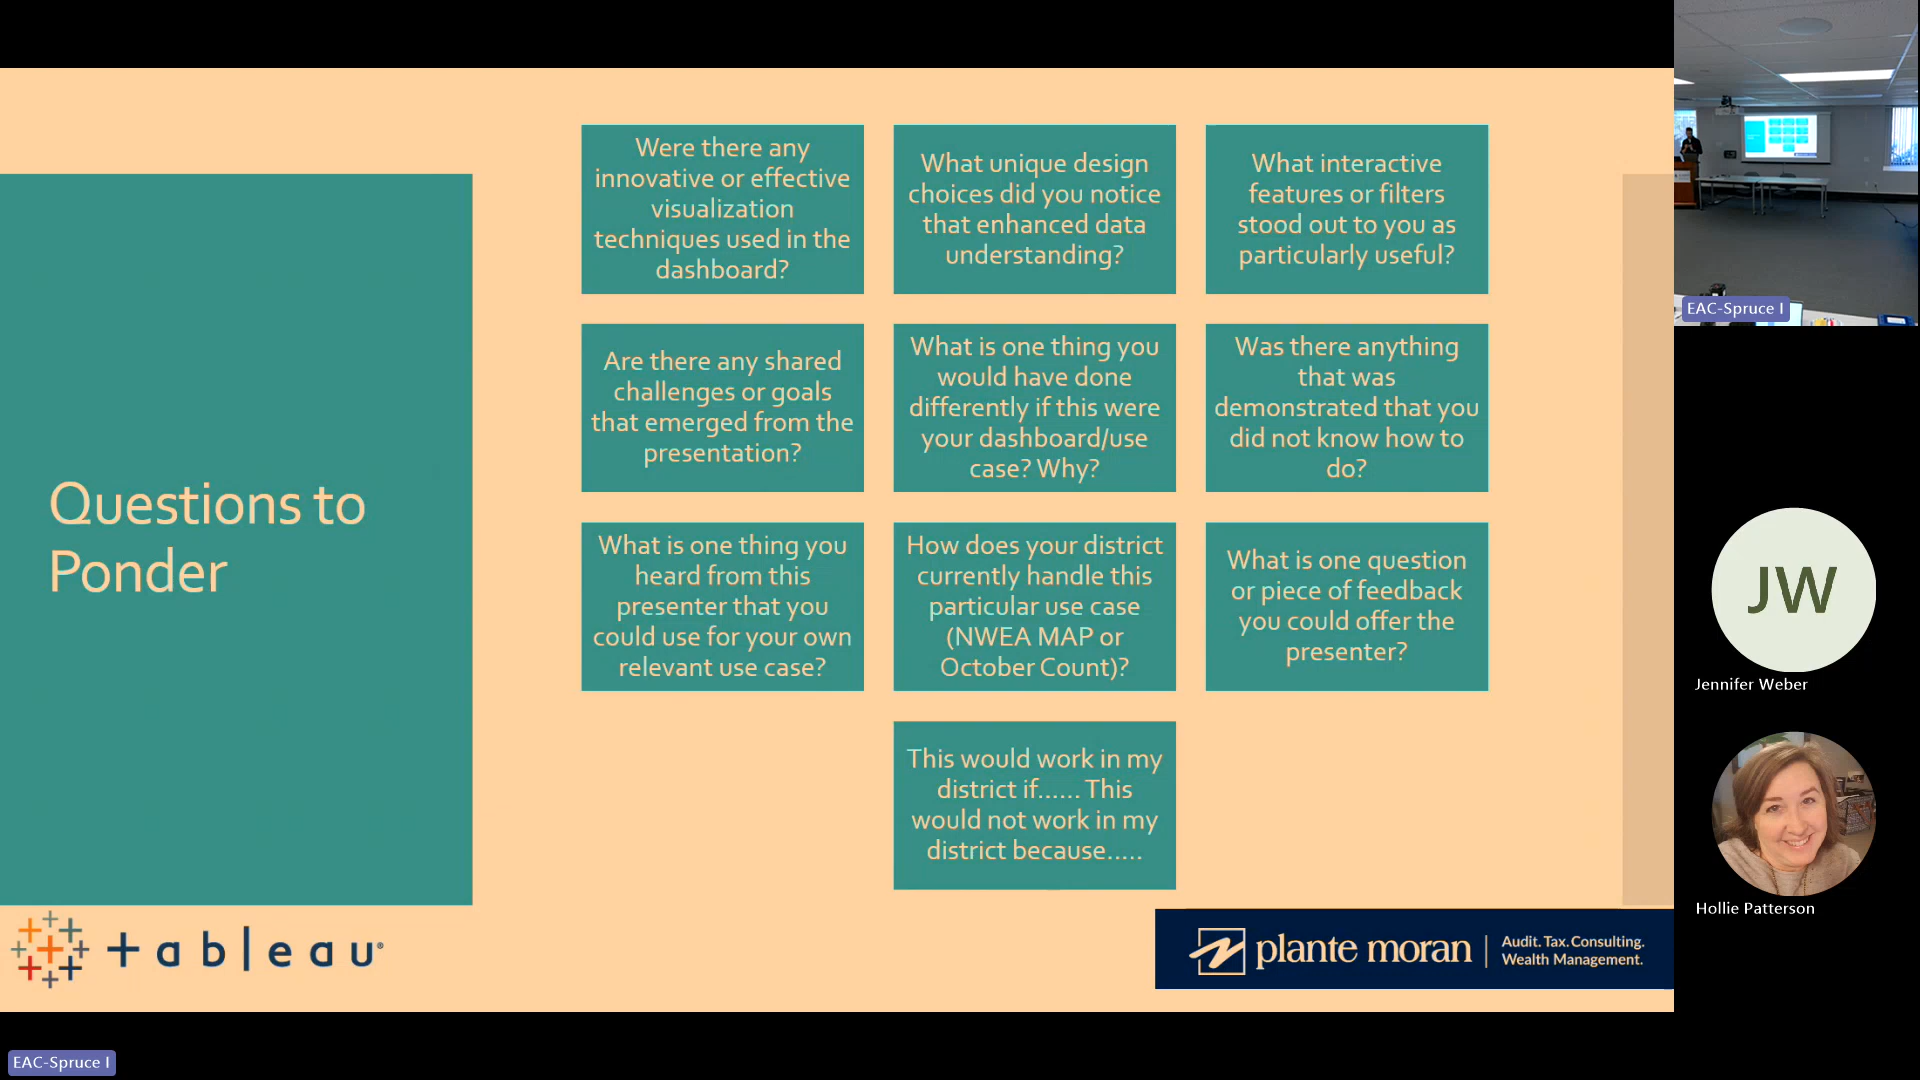 Questions to
Ponder
Were there any
innovative or effective
visualization
techniques used in the
dashboard?
What unique design
choices did you notice
that enhanced data
understanding?
What interactive
features or filters
stood out to you as
particularly useful?
Are there any shared
challenges or goals
that emerged from the
presentation?
What is one thing you
would have done
differently if this were
your dashboard/use
case? Why?
Was there anything
that was
demonstrated that you
did not know how to
do?
What is one thing you
heard from this
presenter that you
could use for your own
relevant use case?
How does your district
currently handle this
particular use case
(NWEA MAP or
October Count)?
What is one question
or piece of feedback
you could offer the
presenter?
This would work in my
district if...... This
would not work in my
district because.....
+ableau®
plante moran
Audit. Tax. Consulting.
Wealth Management.
EAC-Spruce I
JW
Jennifer Weber
Hollie Patterson
EAC-Spruce I